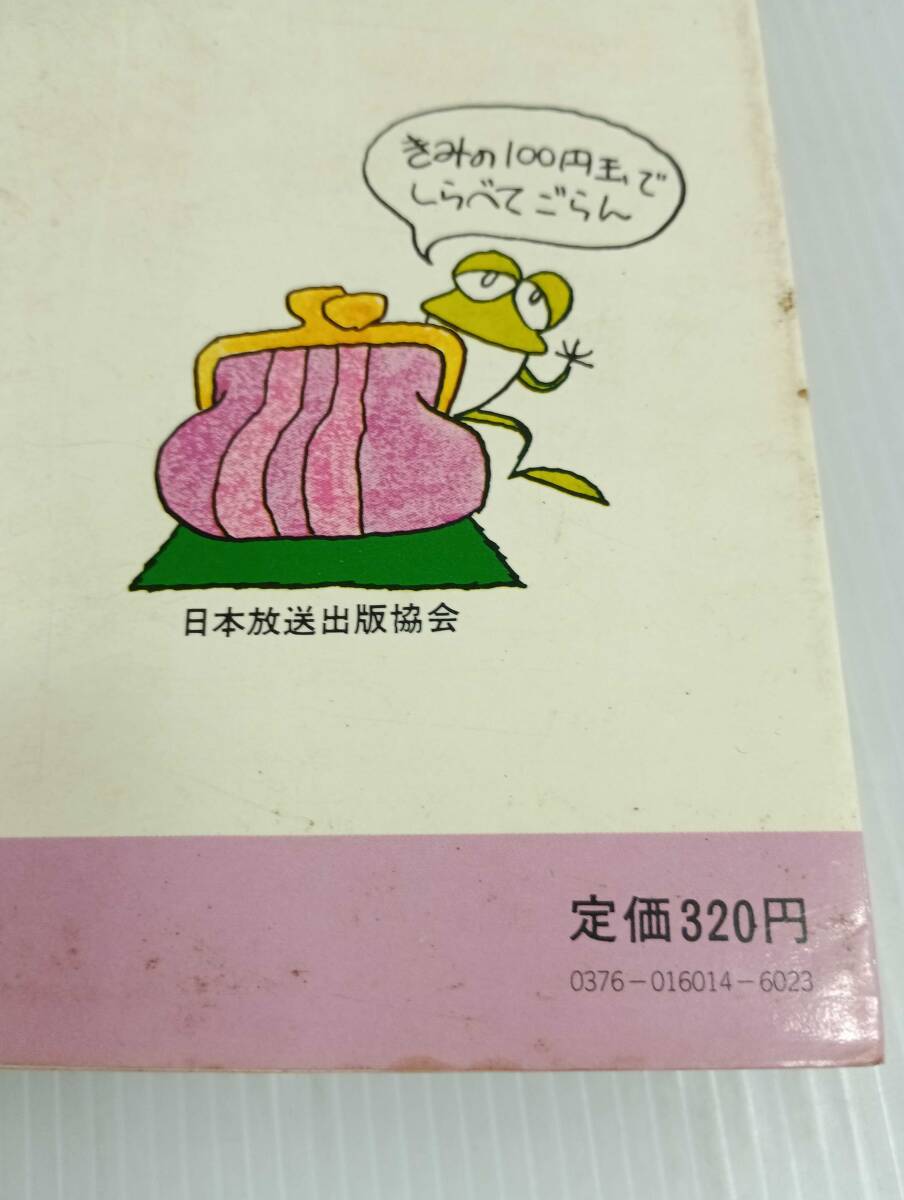 きみの100円玉で
しらべてごらん
日本放送出版協会
定価320円
0376-016014-6023